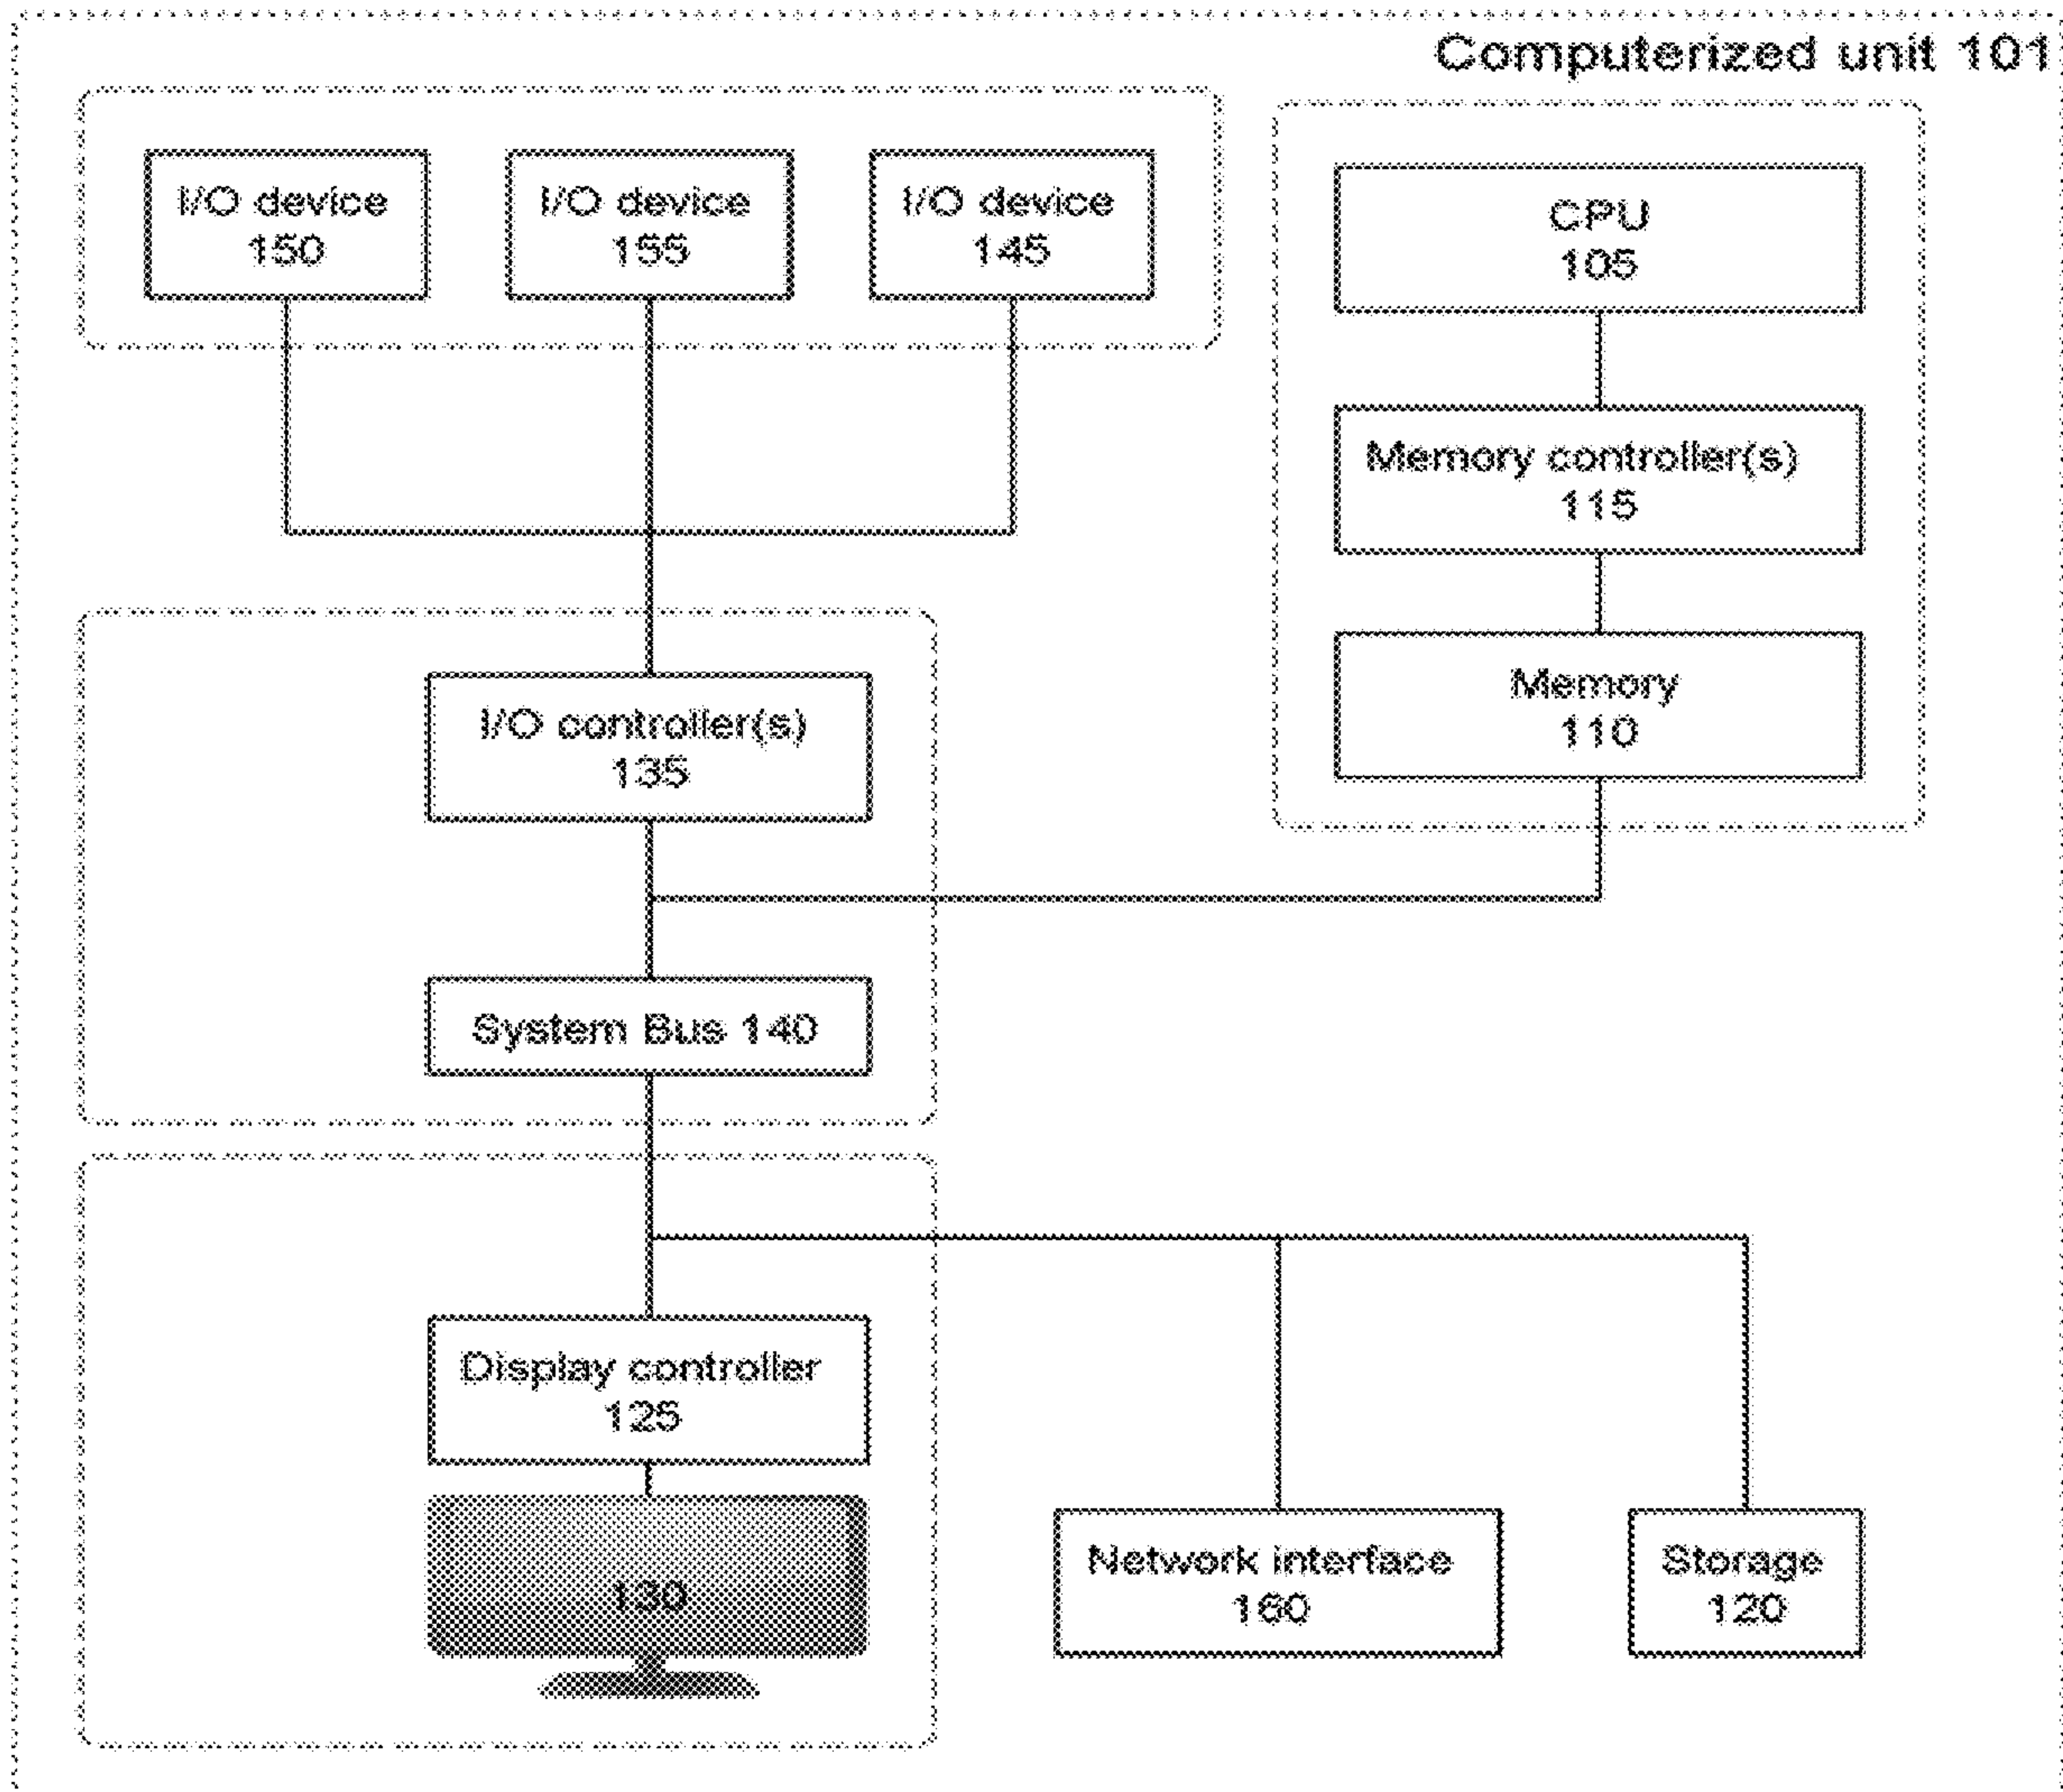 Computerized unit 101
I/O device
150
I/O device
155
I/O device
145
CPU
105
Memory controller(s)
115
Memory
110
I/O controller(s)
135
System Bus 140
Display controller
125
130
Network interface
160
Storage
120